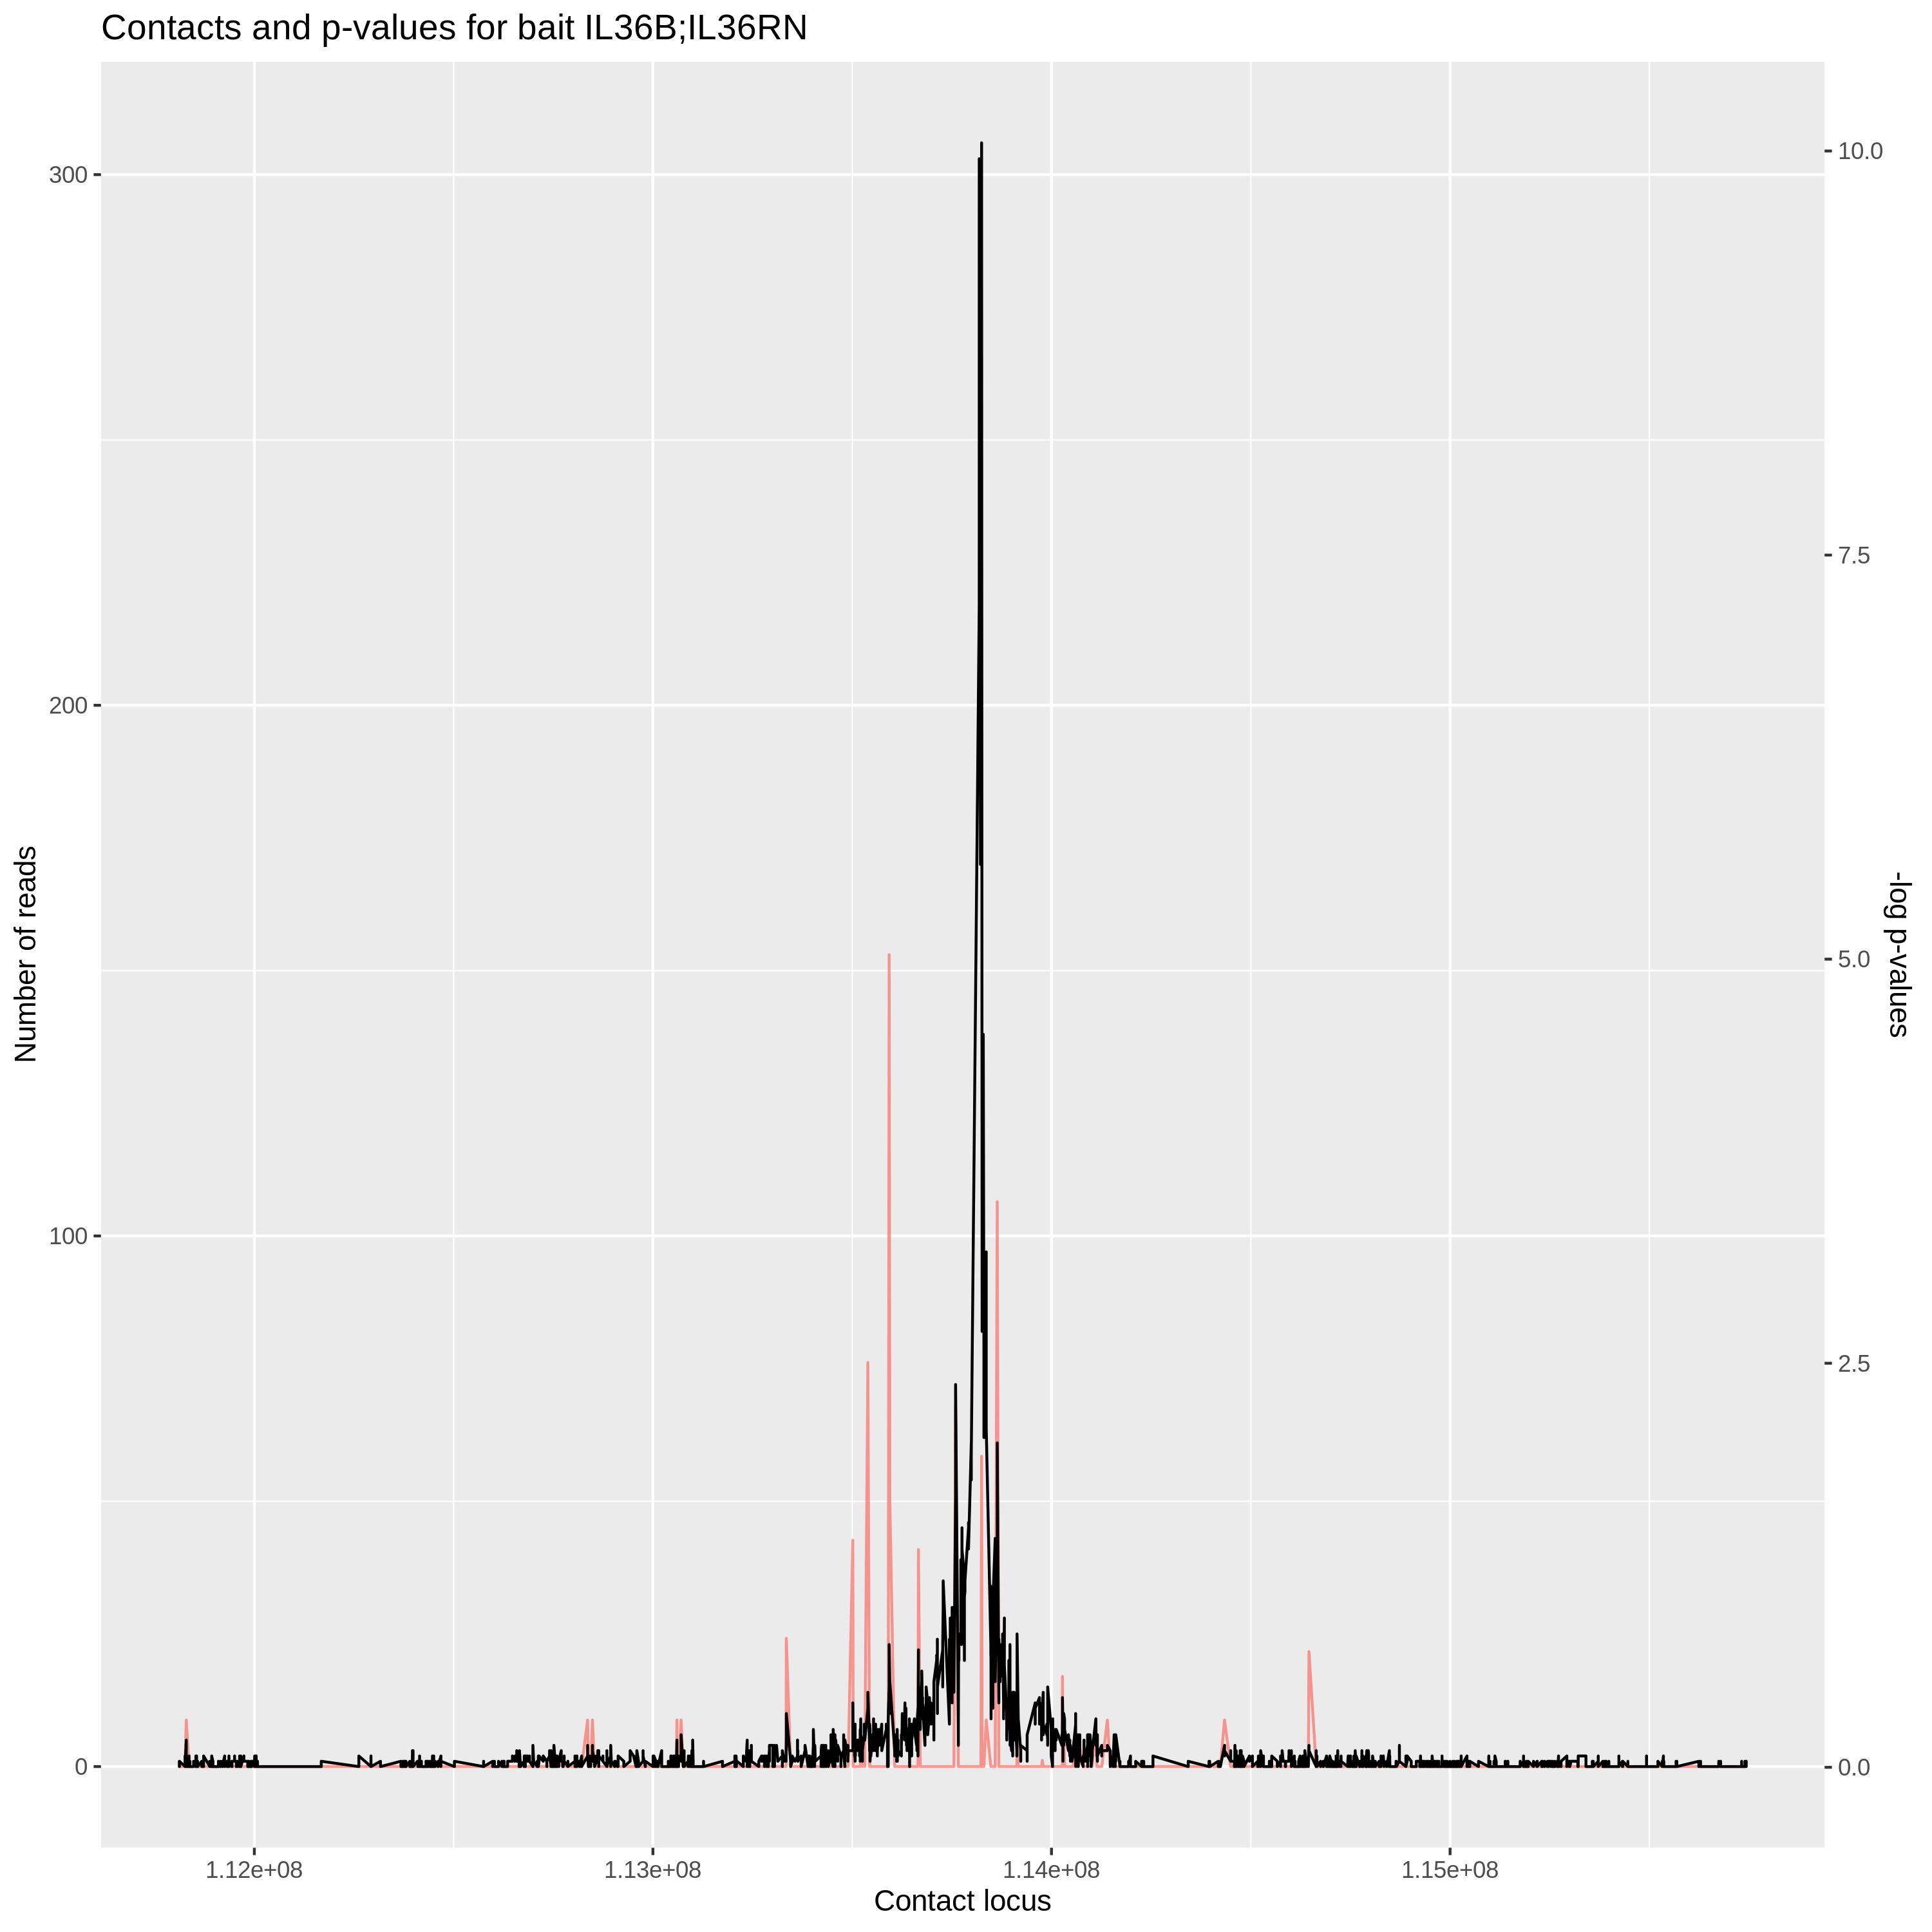 Contacts and p-values for bait IL36B;IL36RN
300
200
100
0
10.0
7.5
5.0
2.5
0.0
Number of reads
-log p-values
1.12e+08
1.13e+08
1.14e+08
1.15e+08
Contact locus